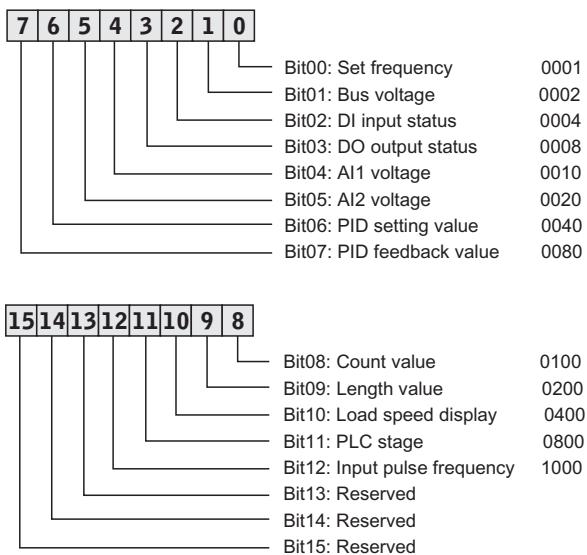 7 6 5 4 3 2 1 0
Bit00: Set frequency 0001
Bit01: Bus voltage 0002
Bit02: DI input status 0004
Bit03: DO output status 0008
Bit04: AI1 voltage 0010
Bit05: AI2 voltage 0020
Bit06: PID setting value 0040
Bit07: PID feedback value 0080
15 14 13 12 11 10 9 8
Bit08: Count value 0100
Bit09: Length value 0200
Bit10: Load speed display 0400
Bit11: PLC stage 0800
Bit12: Input pulse frequency 1000
Bit13: Reserved
Bit14: Reserved
Bit15: Reserved